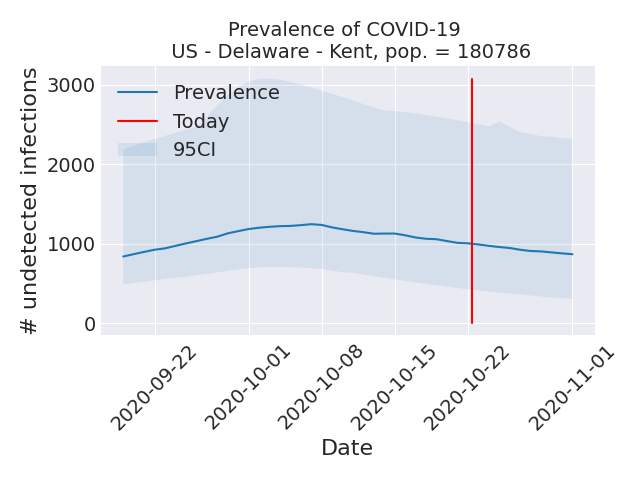 Prevalence of COVID-19
US - Delaware - Kent, pop. = 180786
# undetected infections
3000
2000
1000
0
Prevalence
Today
95CI
2020-09-22
2020-10-01
2020-10-08
2020-10-15
2020-10-22
2020-11-01
Date